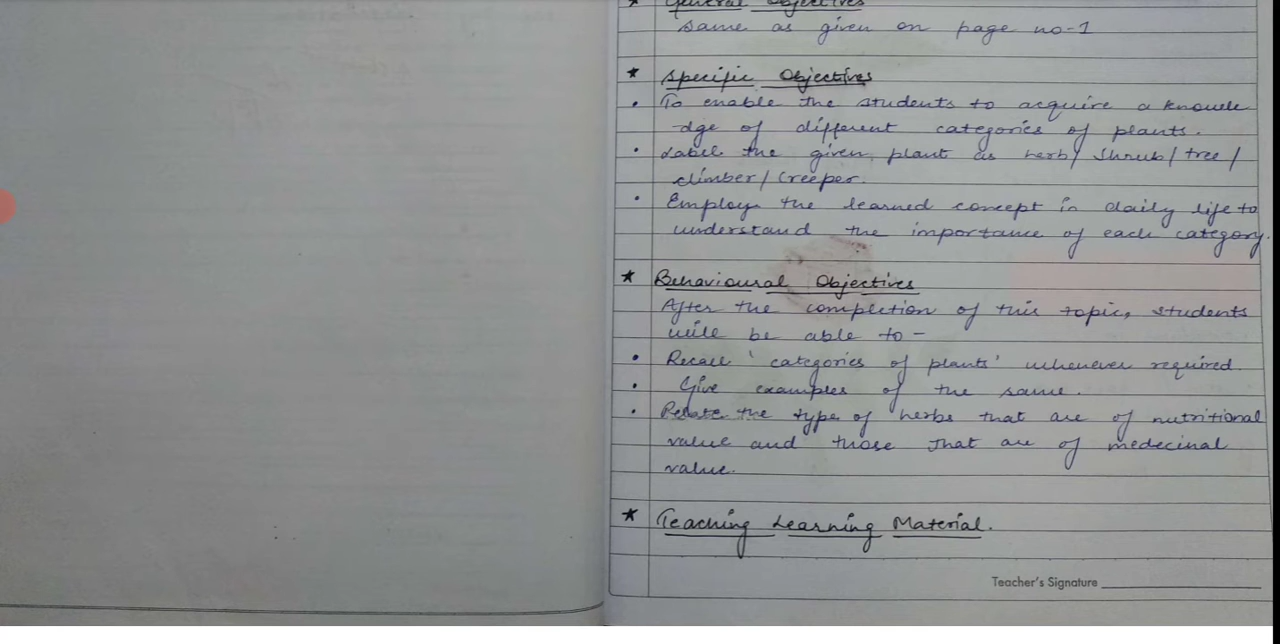 * General Objectives
same as given on page no-1
* Specific Objectives
• To enable the students to acquire a knowle
-dge of different categories of plants.
• Label the given plant as herb/ shrub/tree/
climber/Creeper.
• Employ the learned concept in daily life to
understand the importance of each category.
* Behavioural Objectives
After the completion of this topic, students
will be able to -
• Recall 'categories of plants' whenever required.
• Give examples of the same.
• Relate the type of herbs that are of nutritional
value and those that are of medecinal
value.
* Teaching Learning Material.
Teacher's Signature